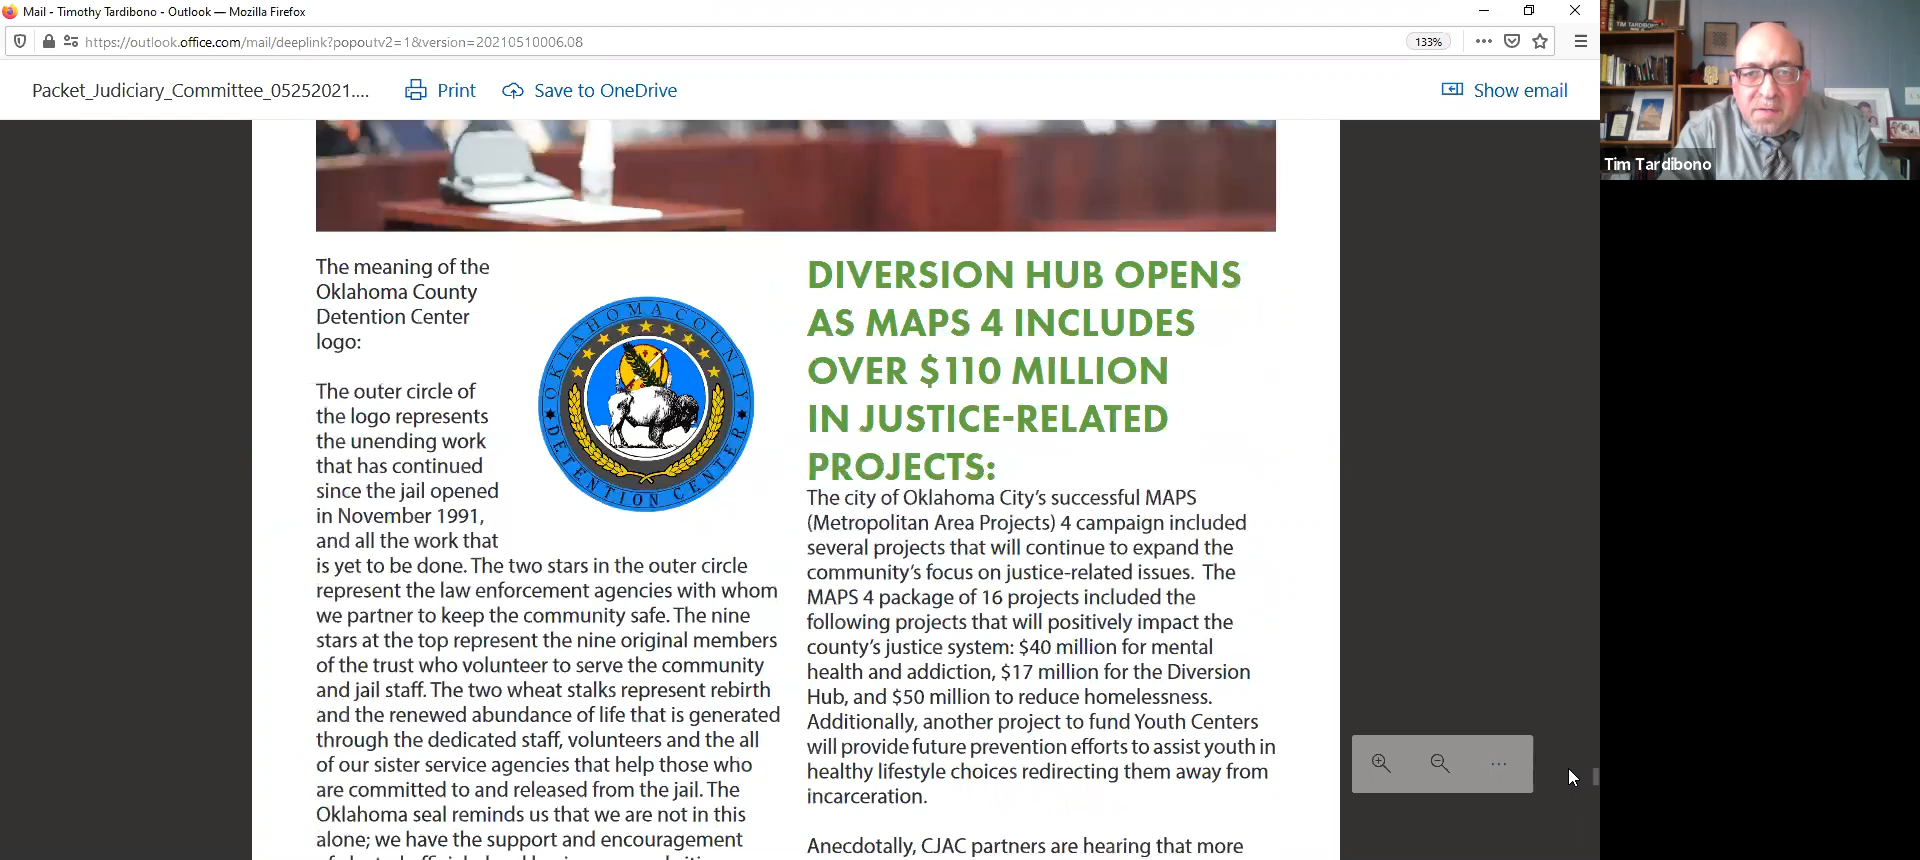 Mail - Timothy Tardibono - Outlook — Mozilla Firefox
https://outlook.office.com/mail/deeplink?popoutv2=1&version=20210510006.08
133%
Packet_Judiciary_Committee_05252021....
Print
Save to OneDrive
Show email
TIM TARDIBONO
Tim Tardibono
The meaning of the
Oklahoma County
Detention Center
logo:
The outer circle of
the logo represents
the unending work
that has continued
since the jail opened
in November 1991,
and all the work that
is yet to be done. The two stars in the outer circle
represent the law enforcement agencies with whom
we partner to keep the community safe. The nine
stars at the top represent the nine original members
of the trust who volunteer to serve the community
and jail staff. The two wheat stalks represent rebirth
and the renewed abundance of life that is generated
through the dedicated staff, volunteers and the all
of our sister service agencies that help those who
are committed to and released from the jail. The
Oklahoma seal reminds us that we are not in this
alone; we have the support and encouragement
OKLAHOMA COUNTY
DETENTION CENTER
DIVERSION HUB OPENS
AS MAPS 4 INCLUDES
OVER $110 MILLION
IN JUSTICE-RELATED
PROJECTS:
The city of Oklahoma City's successful MAPS
(Metropolitan Area Projects) 4 campaign included
several projects that will continue to expand the
community's focus on justice-related issues. The
MAPS 4 package of 16 projects included the
following projects that will positively impact the
county's justice system: $40 million for mental
health and addiction, $17 million for the Diversion
Hub, and $50 million to reduce homelessness.
Additionally, another project to fund Youth Centers
will provide future prevention efforts to assist youth in
healthy lifestyle choices redirecting them away from
incarceration.
Anecdotally, CJAC partners are hearing that more